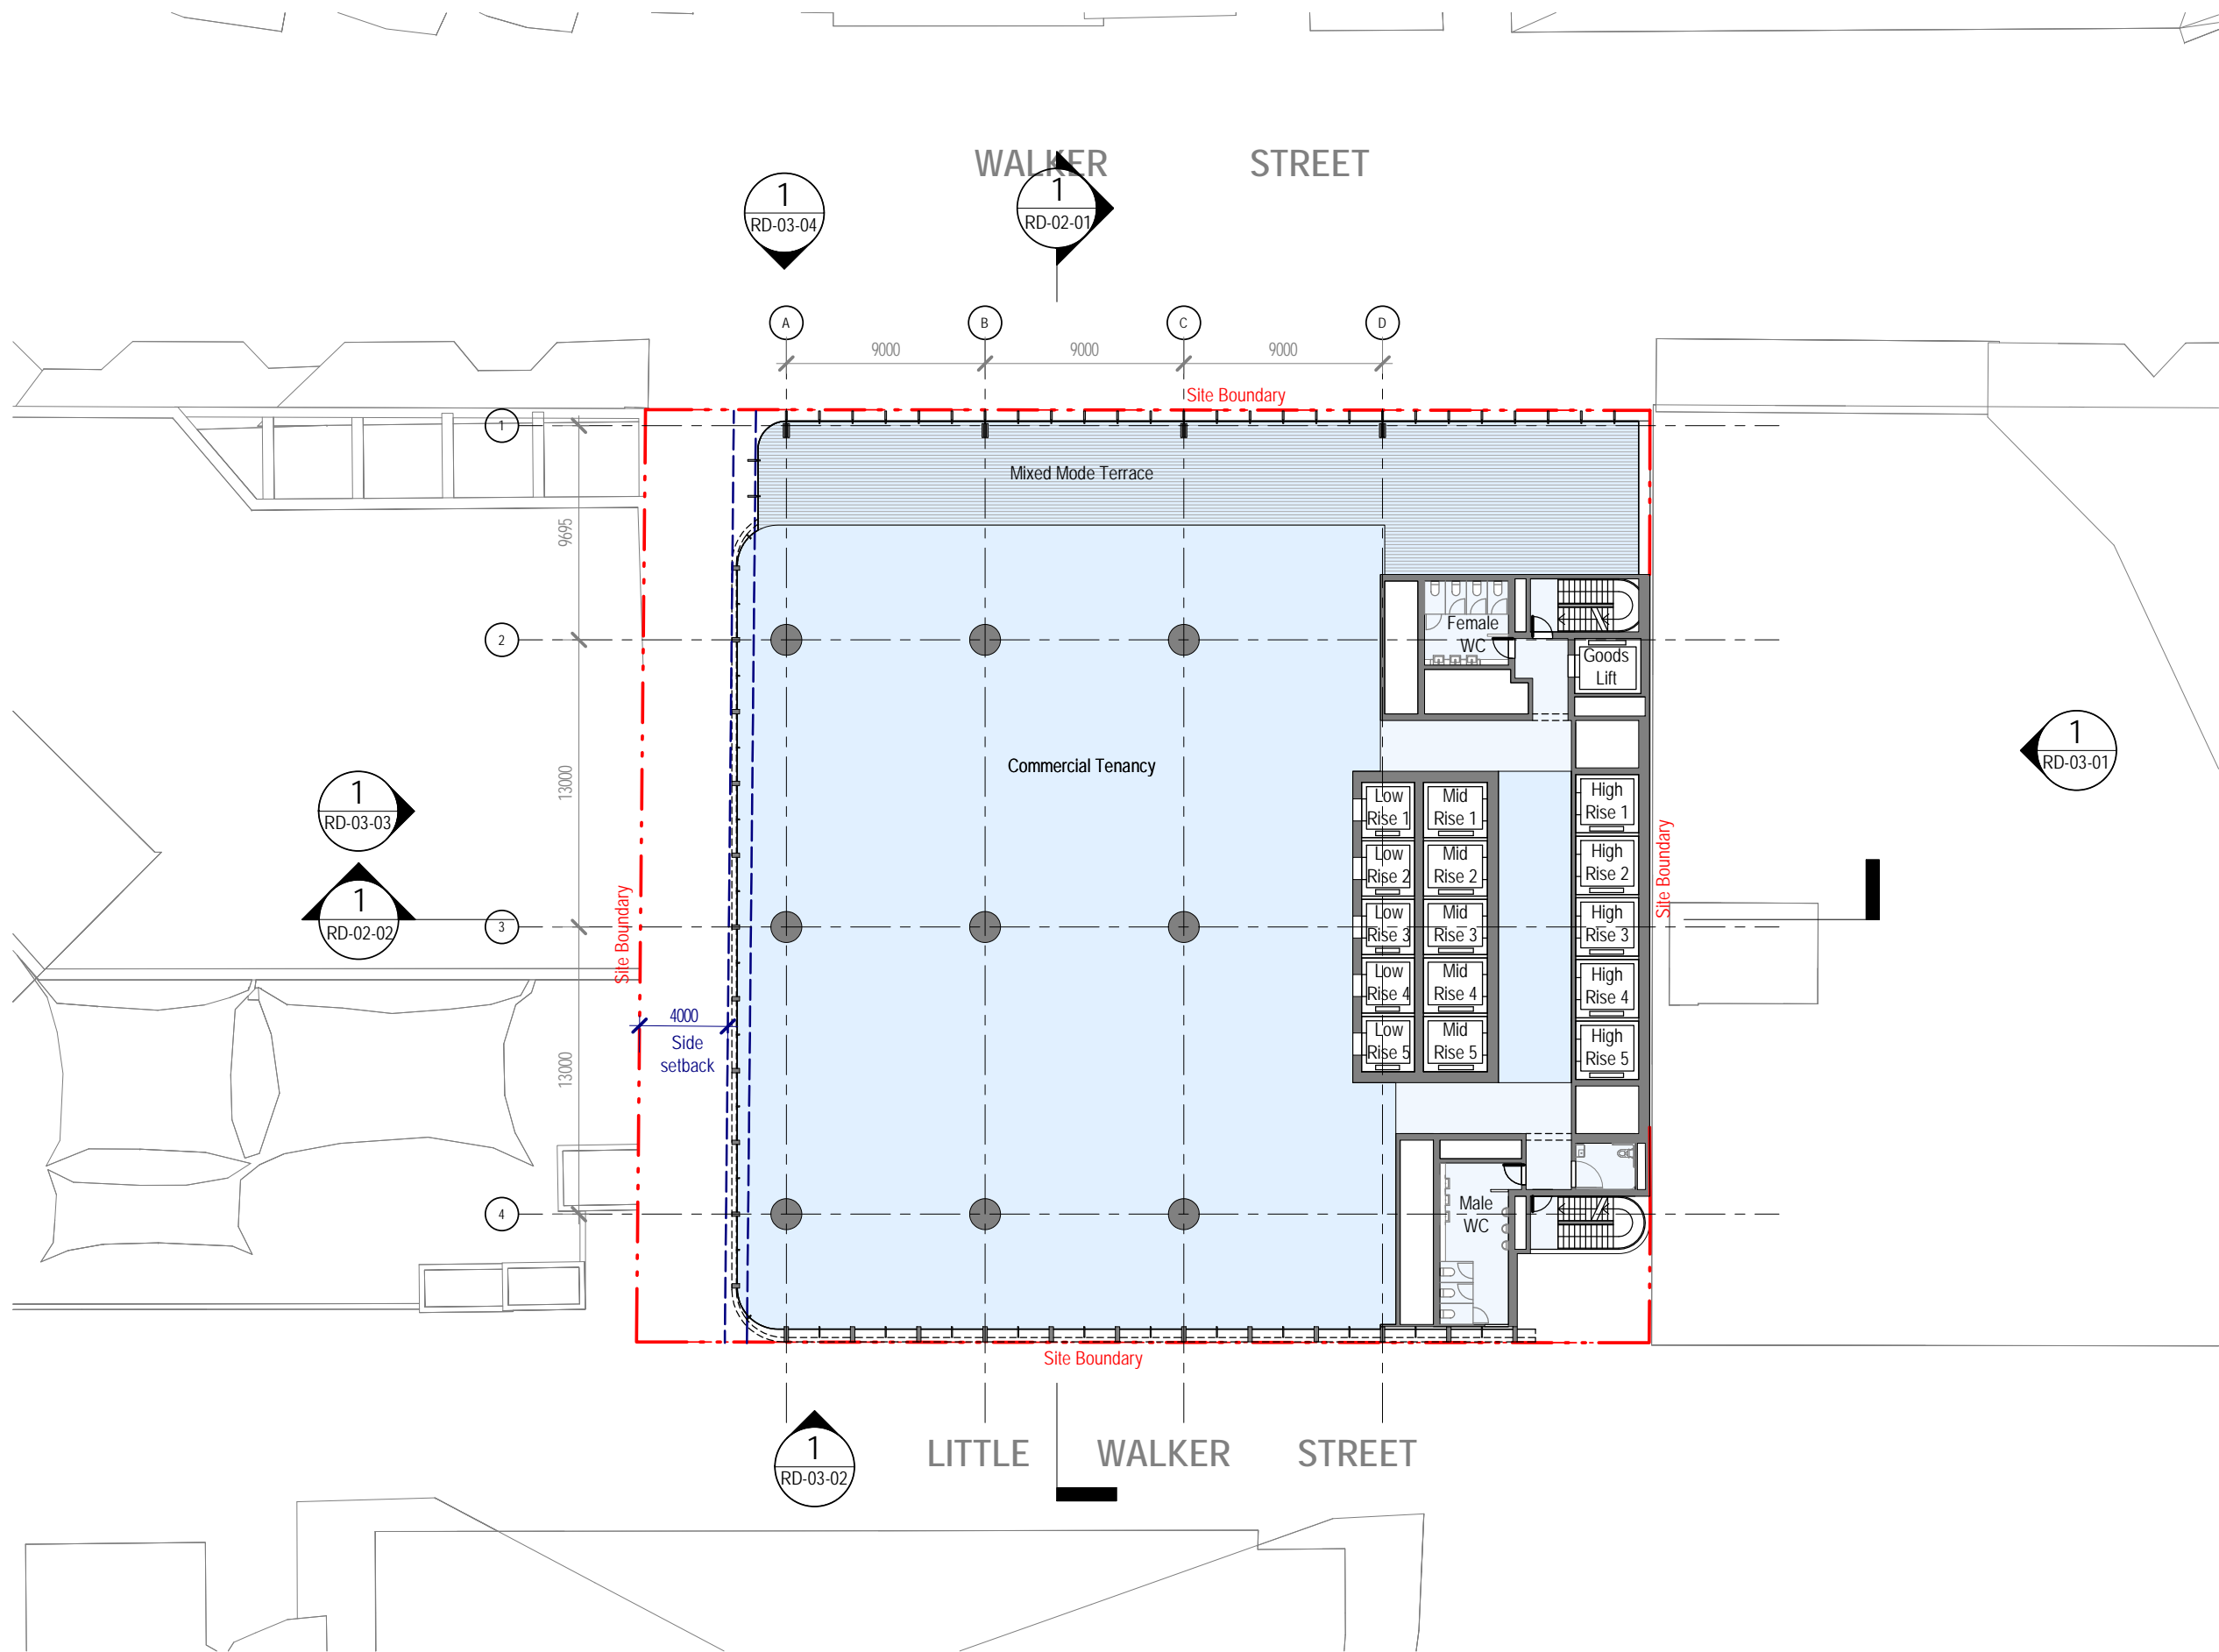 WALKER STREET
1
RD-03-04
1
RD-02-01
A
B
C
D
9000
9000
9000
Site Boundary
1
Mixed Mode Terrace
9695
2
Female
WC
Goods
Lift
1
RD-03-01
Commercial Tenancy
13000
1
RD-03-03
Low
Rise 1
Mid
Rise 1
High
Rise 1
Low
Rise 2
Mid
Rise 2
High
Rise 2
Site Boundary
1
RD-02-02
3
Site Boundary
Low
Rise 3
Mid
Rise 3
High
Rise 3
Low
Rise 4
Mid
Rise 4
High
Rise 4
4000
Side
setback
13000
Low
Rise 5
Mid
Rise 5
High
Rise 5
4
Male
WC
Site Boundary
1
RD-03-02
LITTLE WALKER STREET